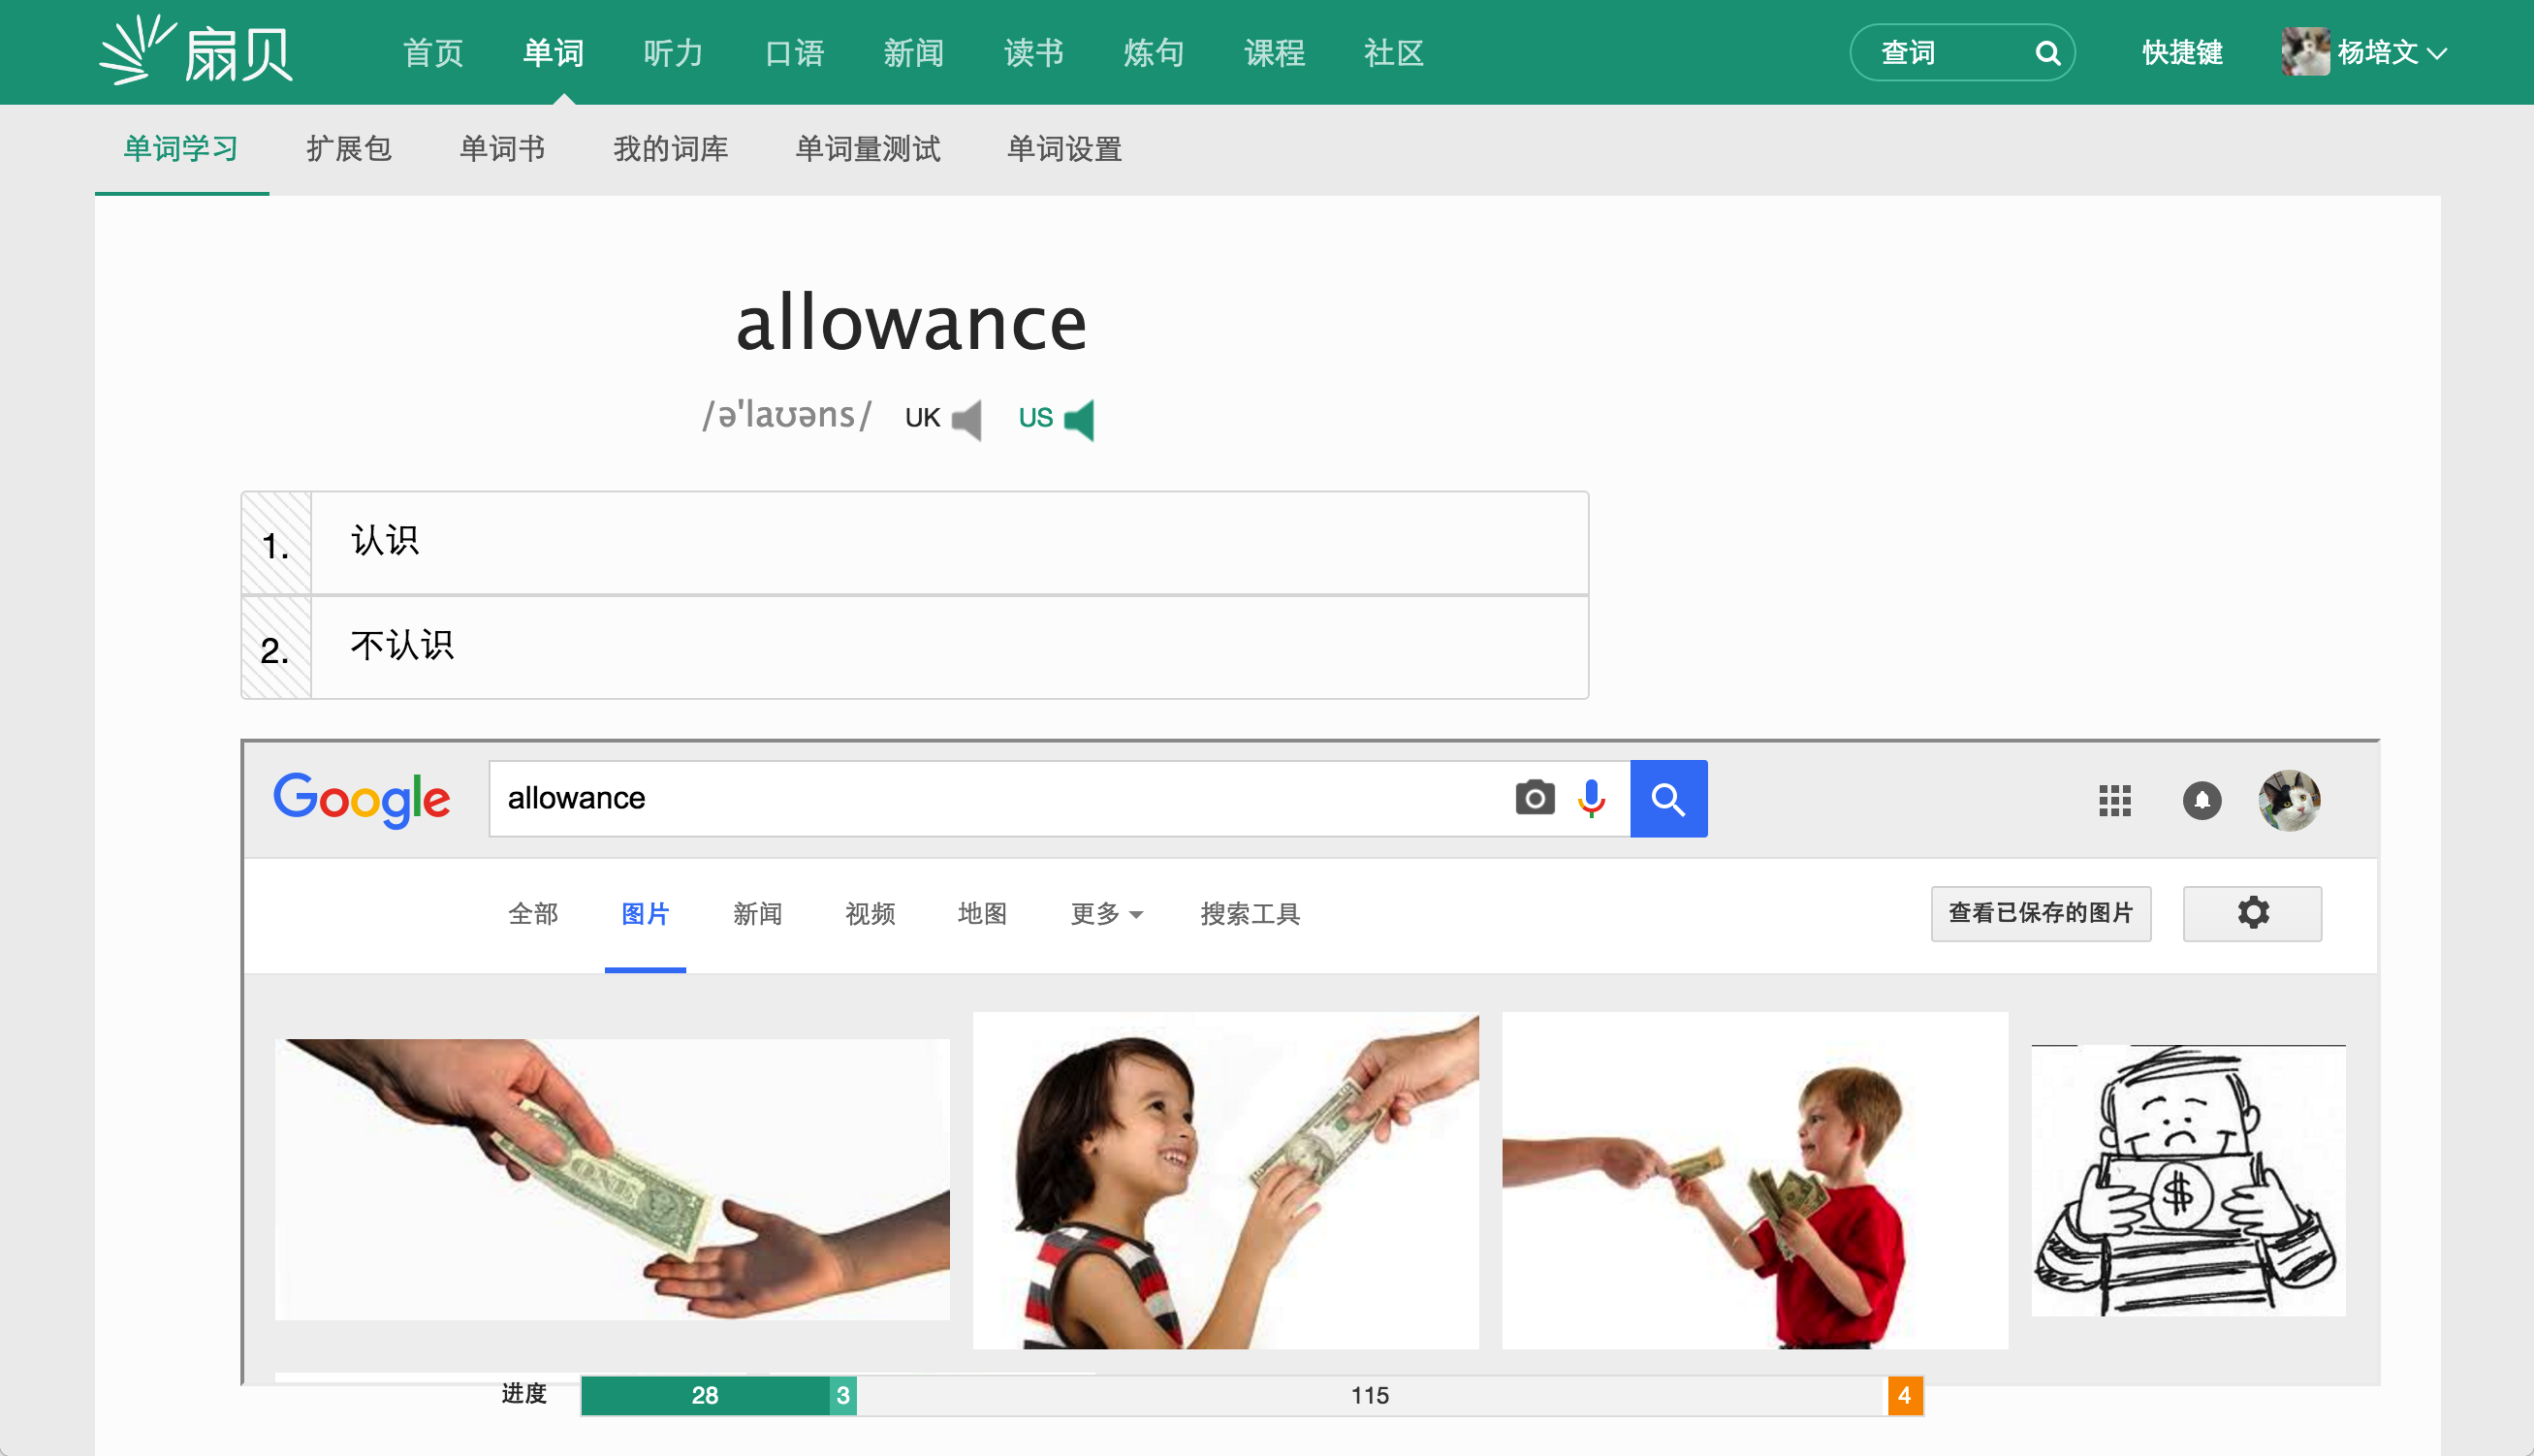 扇贝 首页 单词 听力 口语 新闻 读书 炼句 课程 社区 查词 快捷键 杨培文
单词学习 扩展包 单词书 我的词库 单词量测试 单词设置
allowance
/ə'laʊəns/ UK US
1. 认识
2. 不认识
Google allowance
全部 图片 新闻 视频 地图 更多 搜索工具 查看已保存的图片
ONE
$
进度 28 3 115 4